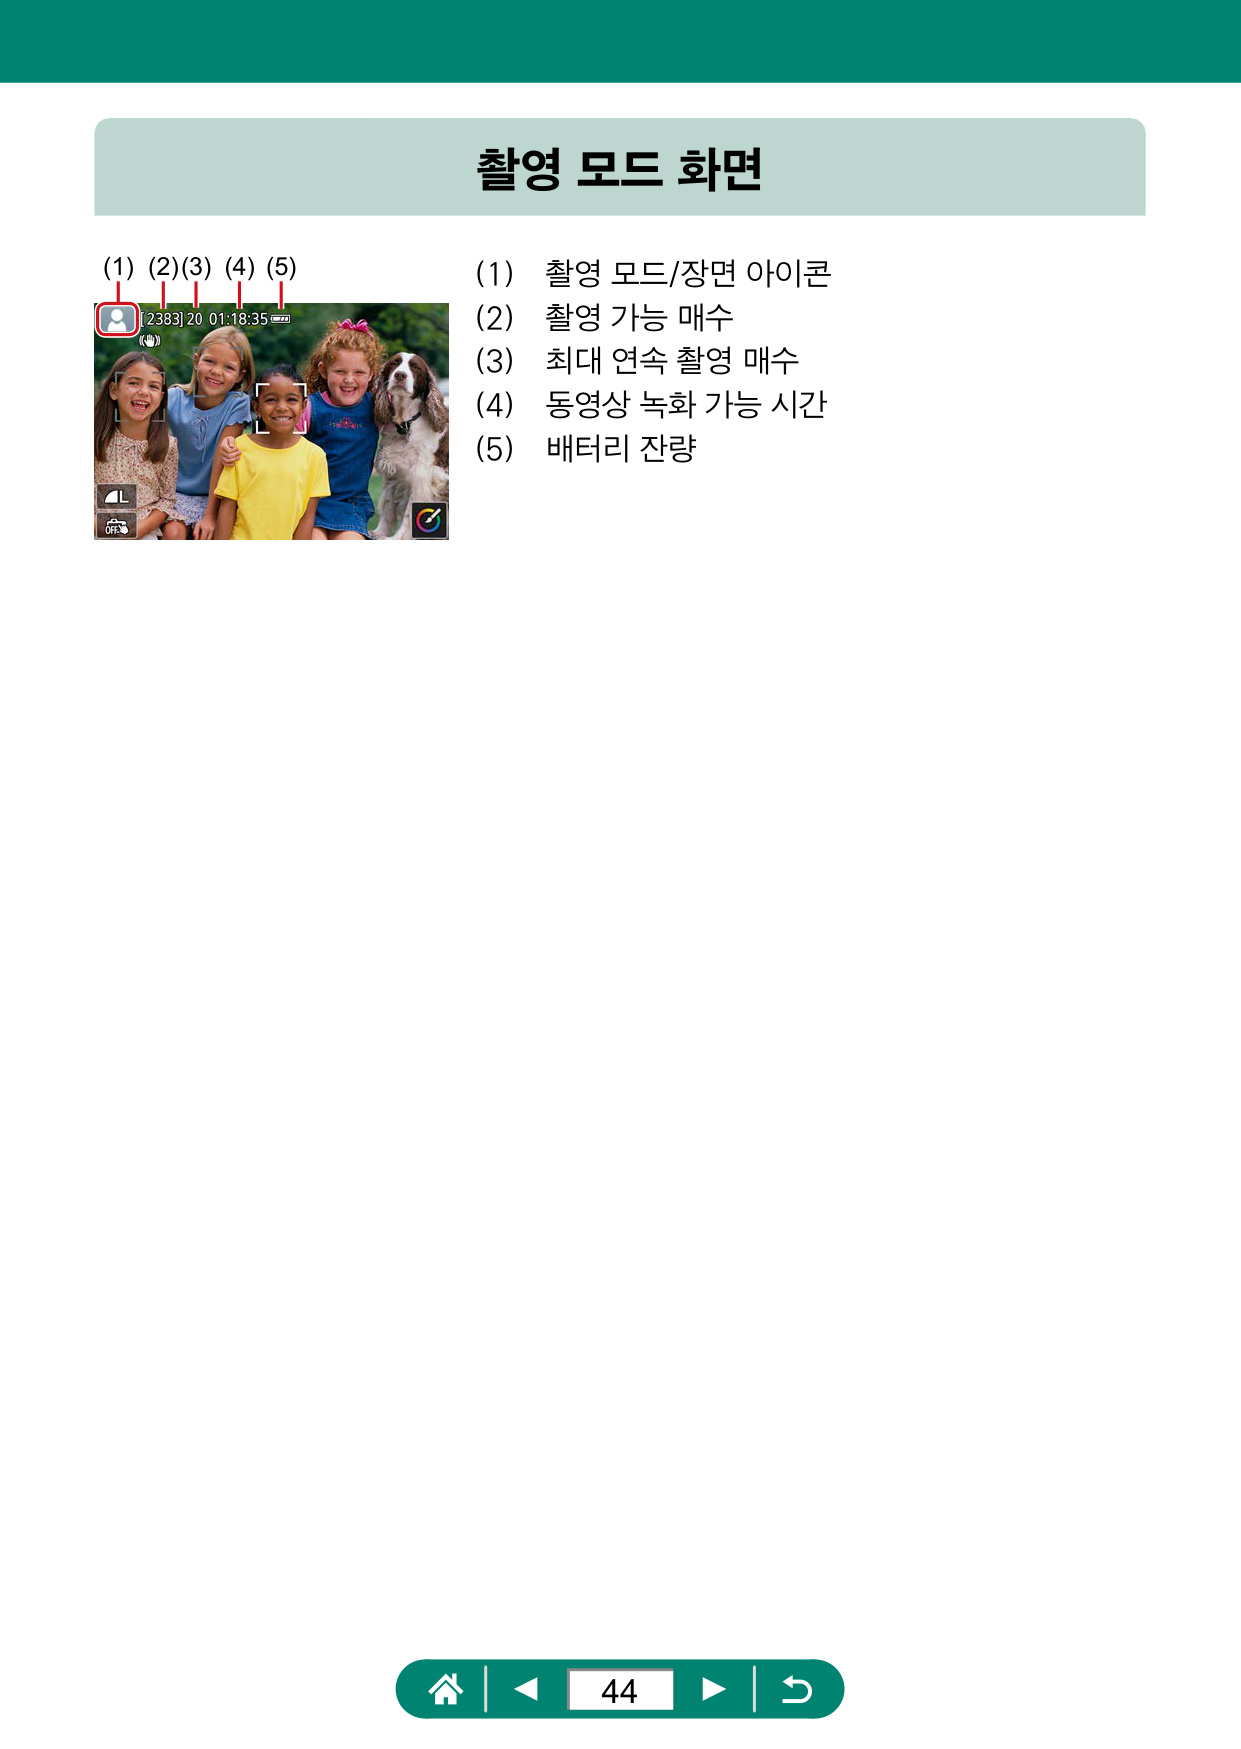 촬영 모드 화면
(1) (2) (3) (4) (5)
[2383] 20 01:18:35
L
OFF
(1) 촬영 모드/장면 아이콘
(2) 촬영 가능 매수
(3) 최대 연속 촬영 매수
(4) 동영상 녹화 가능 시간
(5) 배터리 잔량
44